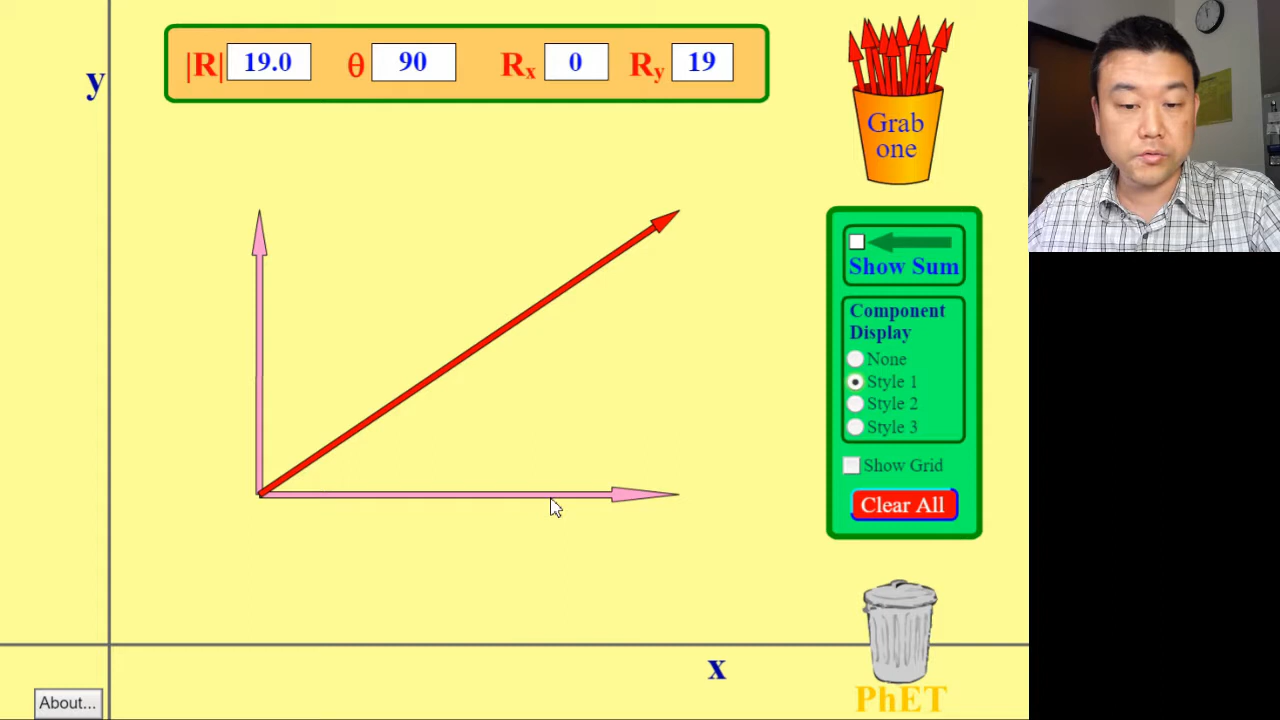 |R| 19.0 θ 90 Rx 0 Ry 19
y
Grab
one
Show Sum
Component
Display
None
Style 1
Style 2
Style 3
Show Grid
Clear All
x
About...
PhET